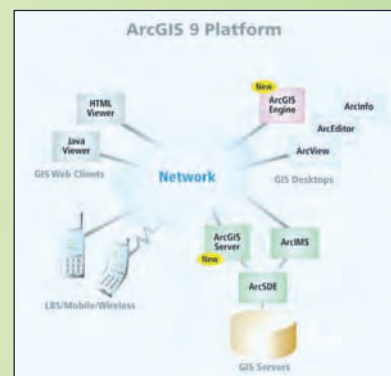 ArcGIS 9 Platform
New
HTML
Viewer
ArcGIS
Engine
ArcInfo
ArcEditor
Java
Viewer
ArcView
GIS Web Clients
Network
GIS Desktops
ArcGIS
Server
New
ArcIMS
ArcSDE
LBS/Mobile/Wireless
GIS Servers